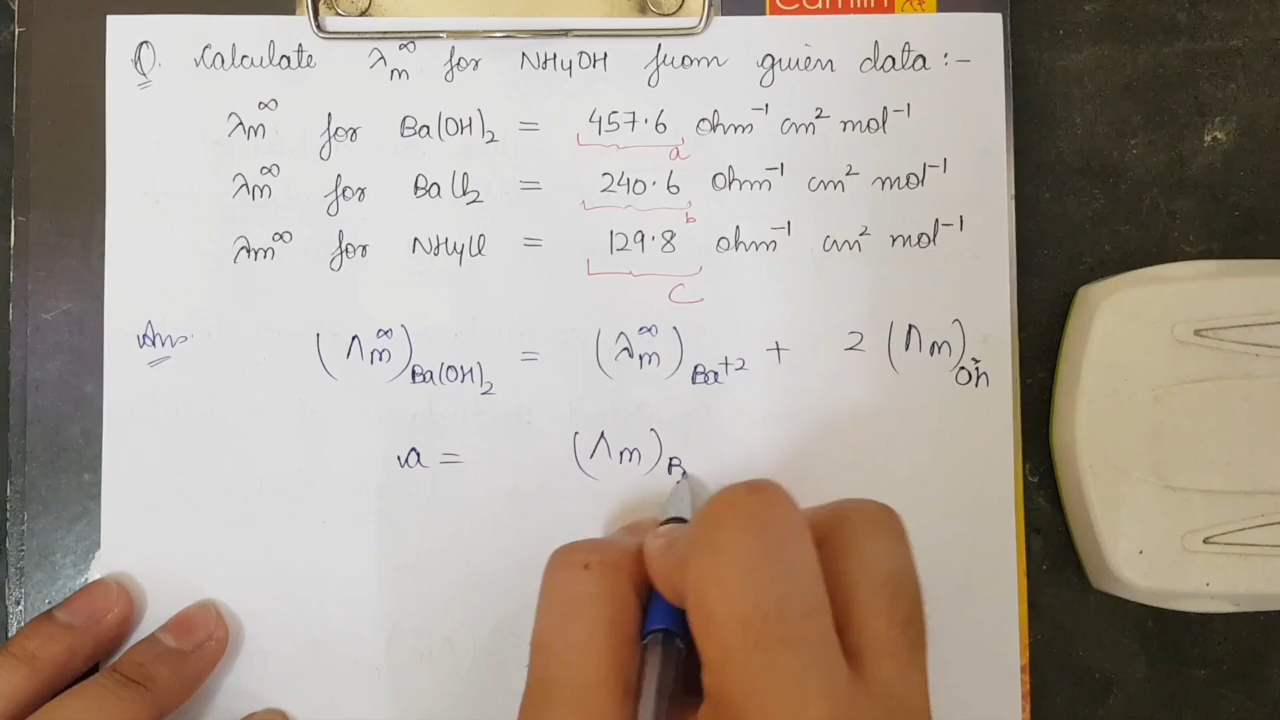 Camlin
Q. Calculate λm∞ for NH4OH from given data :-
λm∞ for Ba(OH)2 = 457.6 ohm-1 cm2 mol-1
a
λm∞ for BaCl2 = 240.6 ohm-1 cm2 mol-1
b
λm∞ for NH4Cl = 129.8 ohm-1 cm2 mol-1
C
Ans. (Λm∞)Ba(OH)2 = (λm∞)Ba+2 + 2 (Λm)OH-
a = (Λm)B